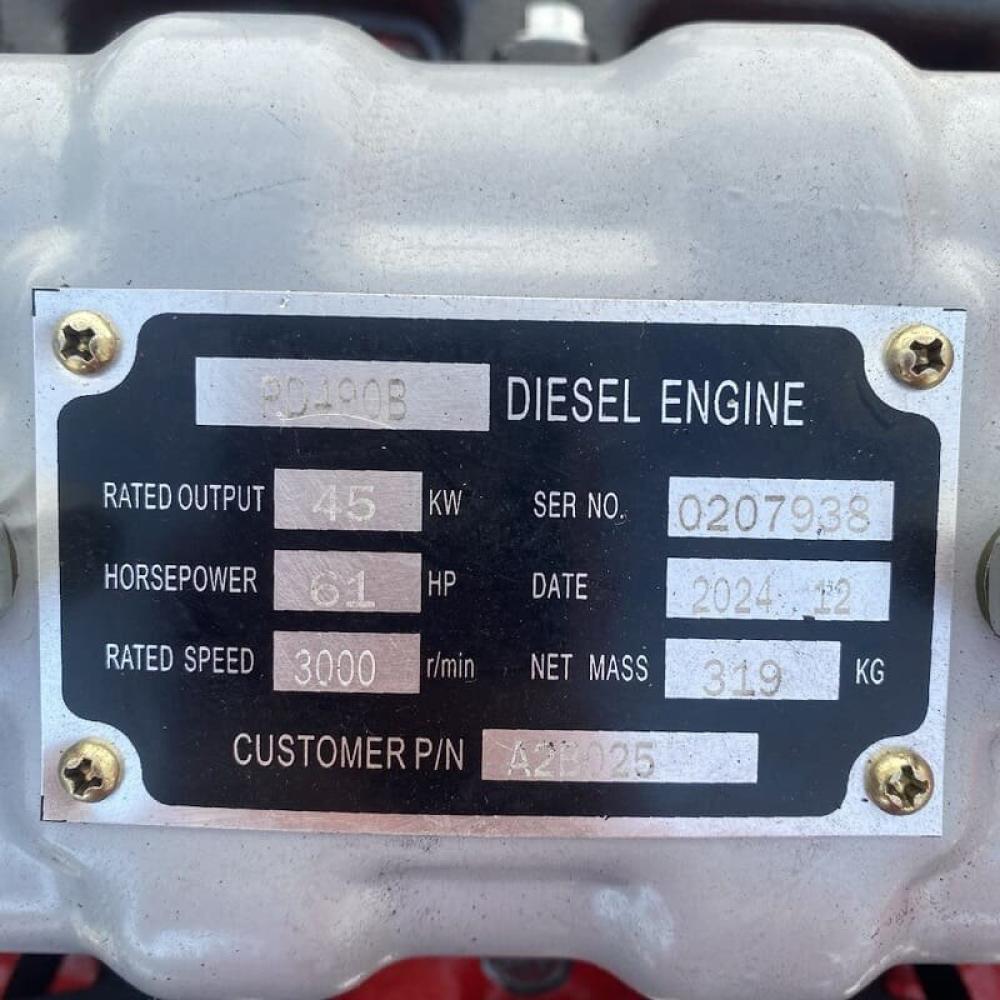 DIESEL ENGINE
RATED OUTPUT 45 KW
HORSEPOWER 61 HP
RATED SPEED 3000 r/min
SER NO. 0207938
DATE 2024 12
NET MASS 319 KG
CUSTOMER P/N A2B025